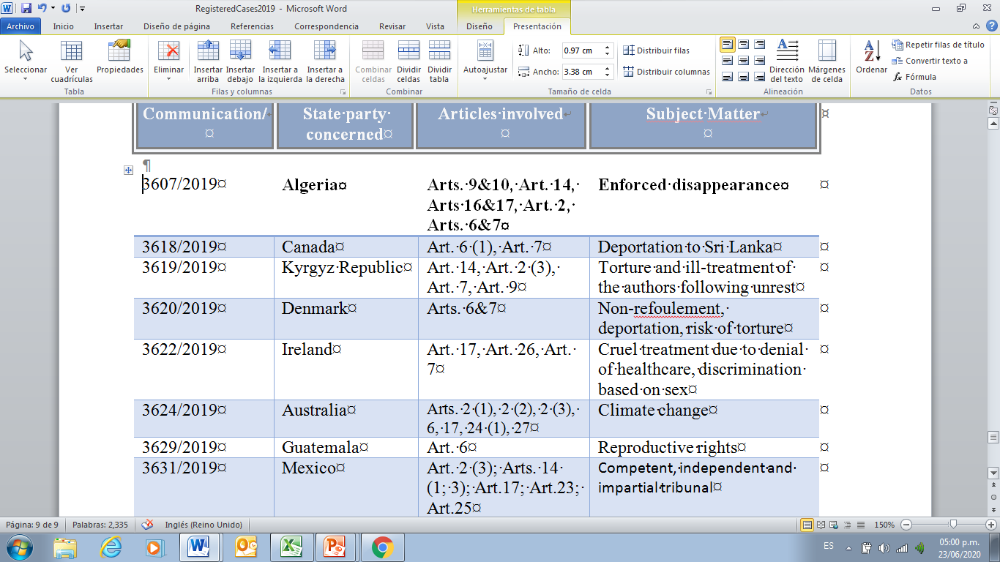 RegisteredCases2019 - Microsoft Word
Herramientas de tabla
Archivo Inicio Insertar Diseño de página Referencias Correspondencia Revisar Vista Diseño Presentación
Seleccionar
Ver cuadrículas
Propiedades
Eliminar
Insertar arriba
Insertar debajo
Insertar a la izquierda
Insertar a la derecha
Combinar celdas
Dividir celdas
Dividir tabla
Autoajustar
Alto: 0.97 cm
Ancho: 3.38 cm
Distribuir filas
Distribuir columnas
Dirección del texto
Márgenes de celda
Ordenar
Repetir filas de título
Convertir texto a
Fórmula
Tabla Filas y columnas Combinar Tamaño de celda Alineación Datos
Communication/
State party
concerned
Articles involved
Subject Matter
3607/2019
Algeria
Arts. 9&10, Art. 14,
Arts 16&17, Art. 2,
Arts. 6&7
Enforced disappearance
3618/2019
Canada
Art. 6 (1), Art. 7
Deportation to Sri Lanka
3619/2019
Kyrgyz Republic
Art. 14, Art. 2 (3),
Art. 7, Art. 9
Torture and ill-treatment of
the authors following unrest
3620/2019
Denmark
Arts. 6&7
Non-refoulement,
deportation, risk of torture
3622/2019
Ireland
Art. 17, Art. 26, Art.
7
Cruel treatment due to denial
of healthcare, discrimination
based on sex
3624/2019
Australia
Arts. 2 (1), 2 (2), 2 (3),
6, 17, 24 (1), 27
Climate change
3629/2019
Guatemala
Art. 6
Reproductive rights
3631/2019
Mexico
Art. 2 (3); Arts. 14
(1; 3); Art.17; Art.23;
Art.25
Competent, independent and
impartial tribunal
Página: 9 de 9 Palabras: 2,335 Inglés (Reino Unido) 150%
ES
05:00 p.m.
23/06/2020